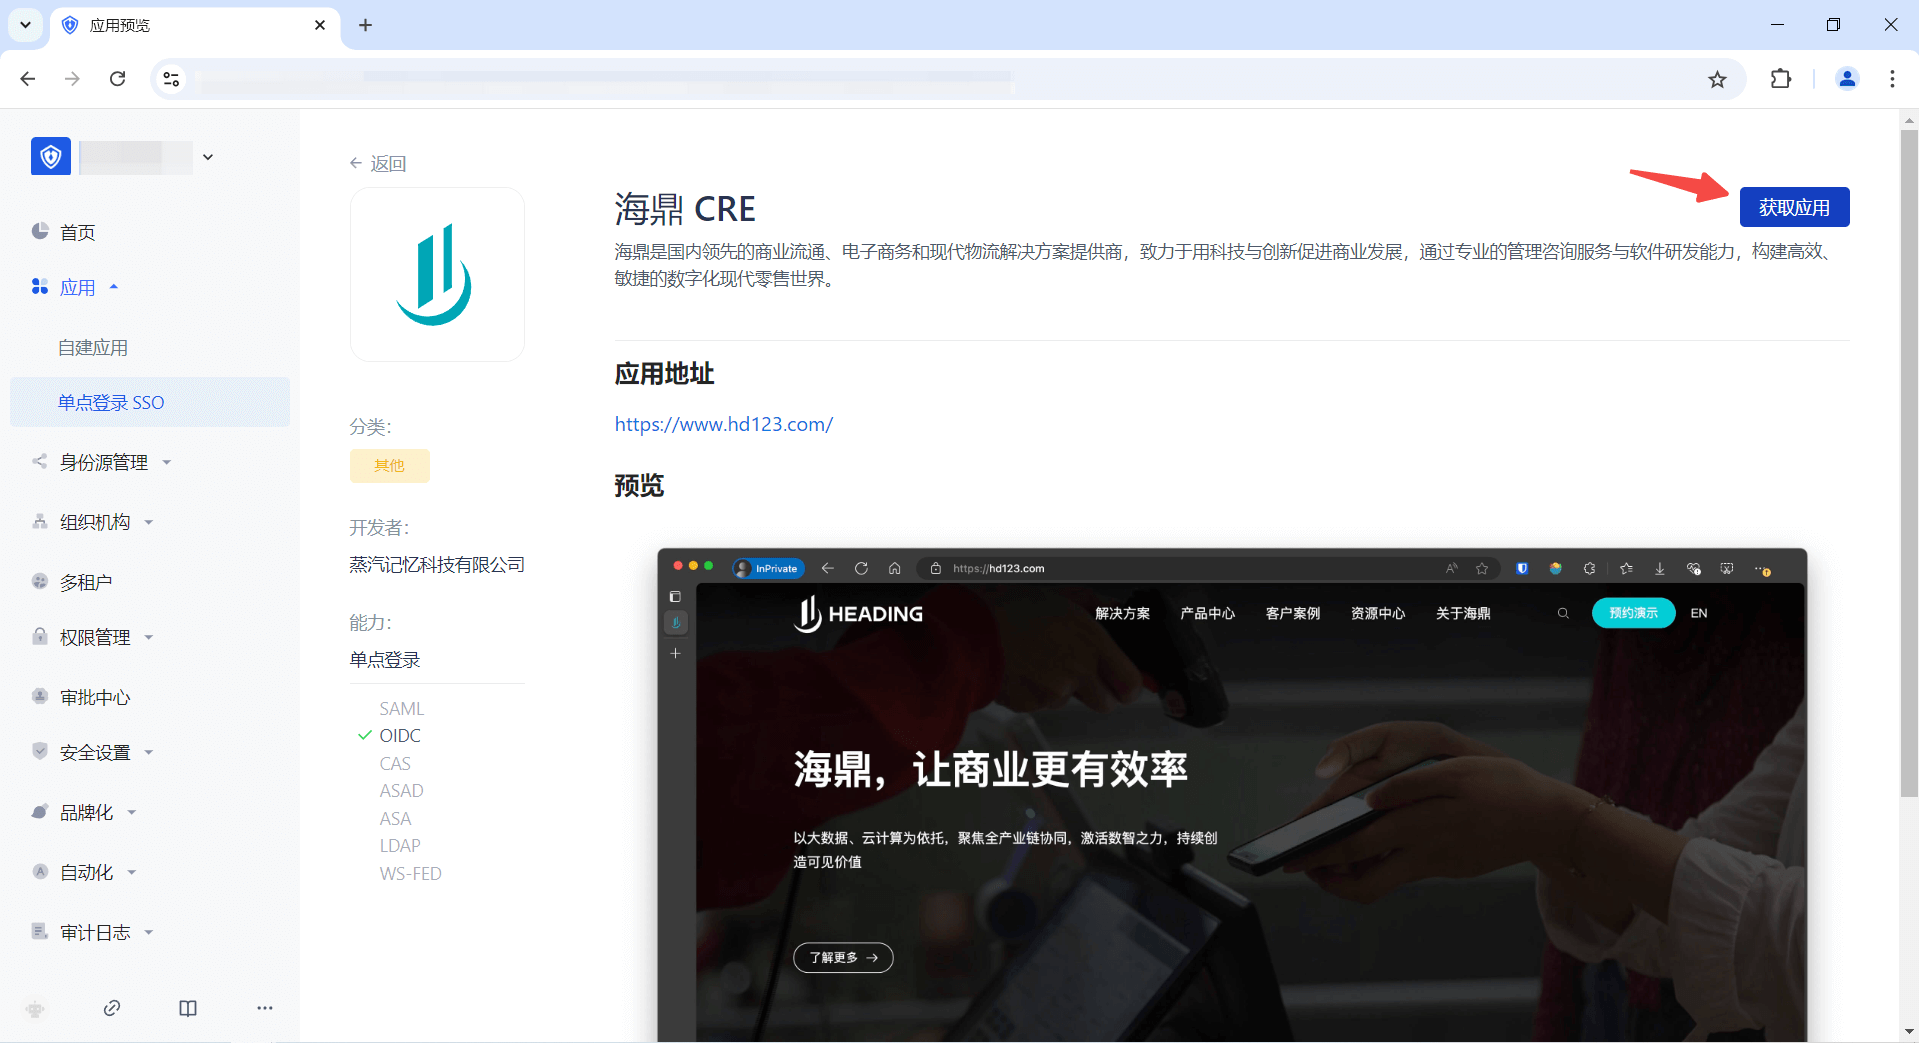 应用预览
首页
应用
自建应用
单点登录 SSO
身份源管理
组织机构
多租户
权限管理
审批中心
安全设置
品牌化
自动化
审计日志
返回
分类：
其他
开发者：
蒸汽记忆科技有限公司
能力：
单点登录
SAML
OIDC
CAS
ASAD
ASA
LDAP
WS-FED
海鼎 CRE
获取应用
海鼎是国内领先的商业流通、电子商务和现代物流解决方案提供商，致力于用科技与创新促进商业发展，通过专业的管理咨询服务与软件研发能力，构建高效、
敏捷的数字化现代零售世界。
应用地址
https://www.hd123.com/
预览
InPrivate
https://hd123.com
HEADING
解决方案 产品中心 客户案例 资源中心 关于海鼎 预约演示 EN
海鼎，让商业更有效率
以大数据、云计算为依托，聚焦全产业链协同，激活数智之力，持续创
造可见价值
了解更多 →